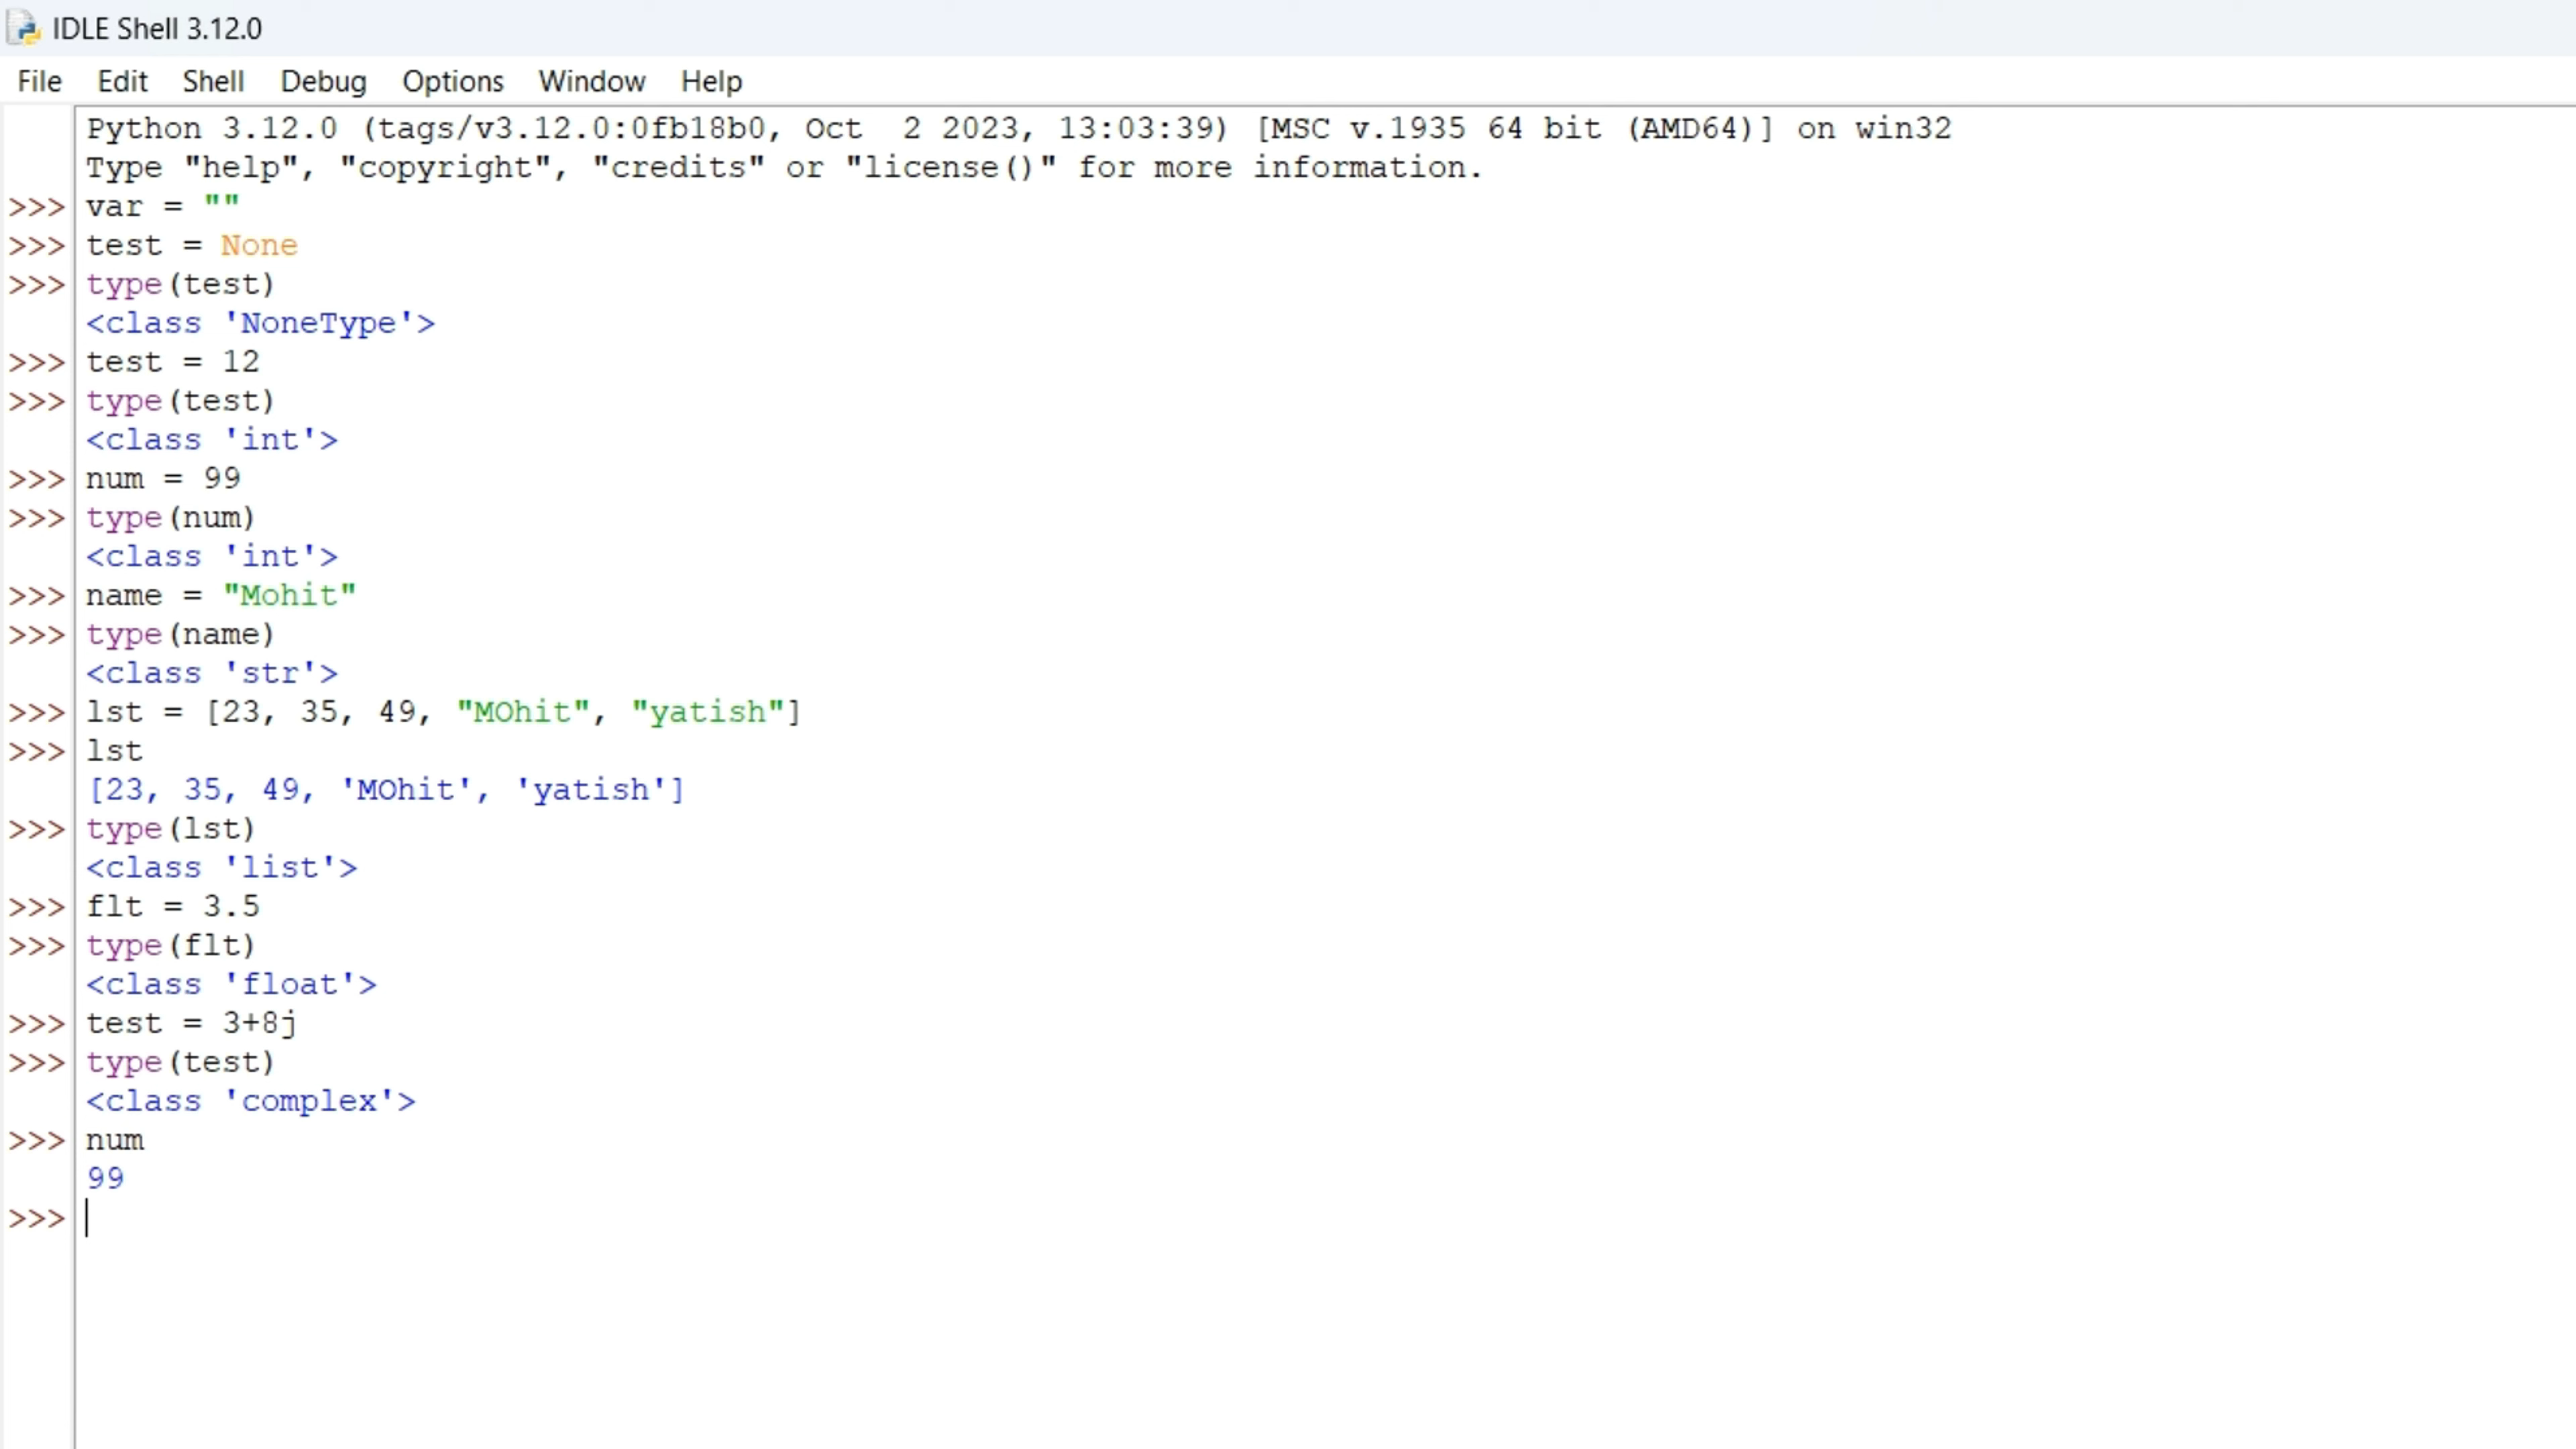 IDLE Shell 3.12.0
File Edit Shell Debug Options Window Help
Python 3.12.0 (tags/v3.12.0:0fb18b0, Oct  2 2023, 13:03:39) [MSC v.1935 64 bit (AMD64)] on win32
Type "help", "copyright", "credits" or "license()" for more information.
>>> var = ""
>>> test = None
>>> type(test)
<class 'NoneType'>
>>> test = 12
>>> type(test)
<class 'int'>
>>> num = 99
>>> type(num)
<class 'int'>
>>> name = "Mohit"
>>> type(name)
<class 'str'>
>>> lst = [23, 35, 49, "MOhit", "yatish"]
>>> lst
[23, 35, 49, 'MOhit', 'yatish']
>>> type(lst)
<class 'list'>
>>> flt = 3.5
>>> type(flt)
<class 'float'>
>>> test = 3+8j
>>> type(test)
<class 'complex'>
>>> num
99
>>>